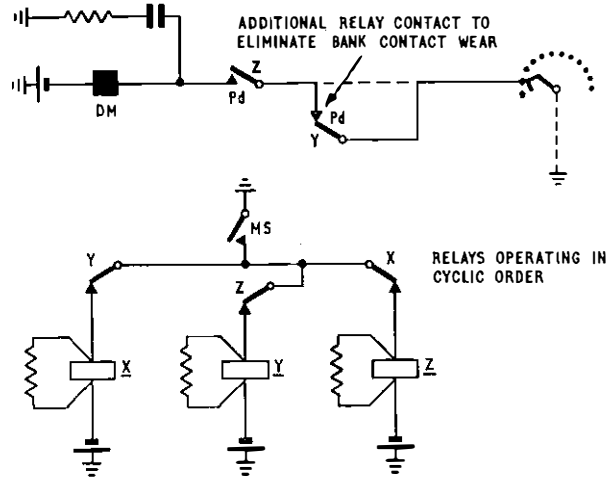 ADDITIONAL RELAY CONTACT TO
ELIMINATE BANK CONTACT WEAR
Z
Pd
DM
Pd
Y
MS
Y
X
RELAYS OPERATING IN
CYCLIC ORDER
Z
X
Y
Z